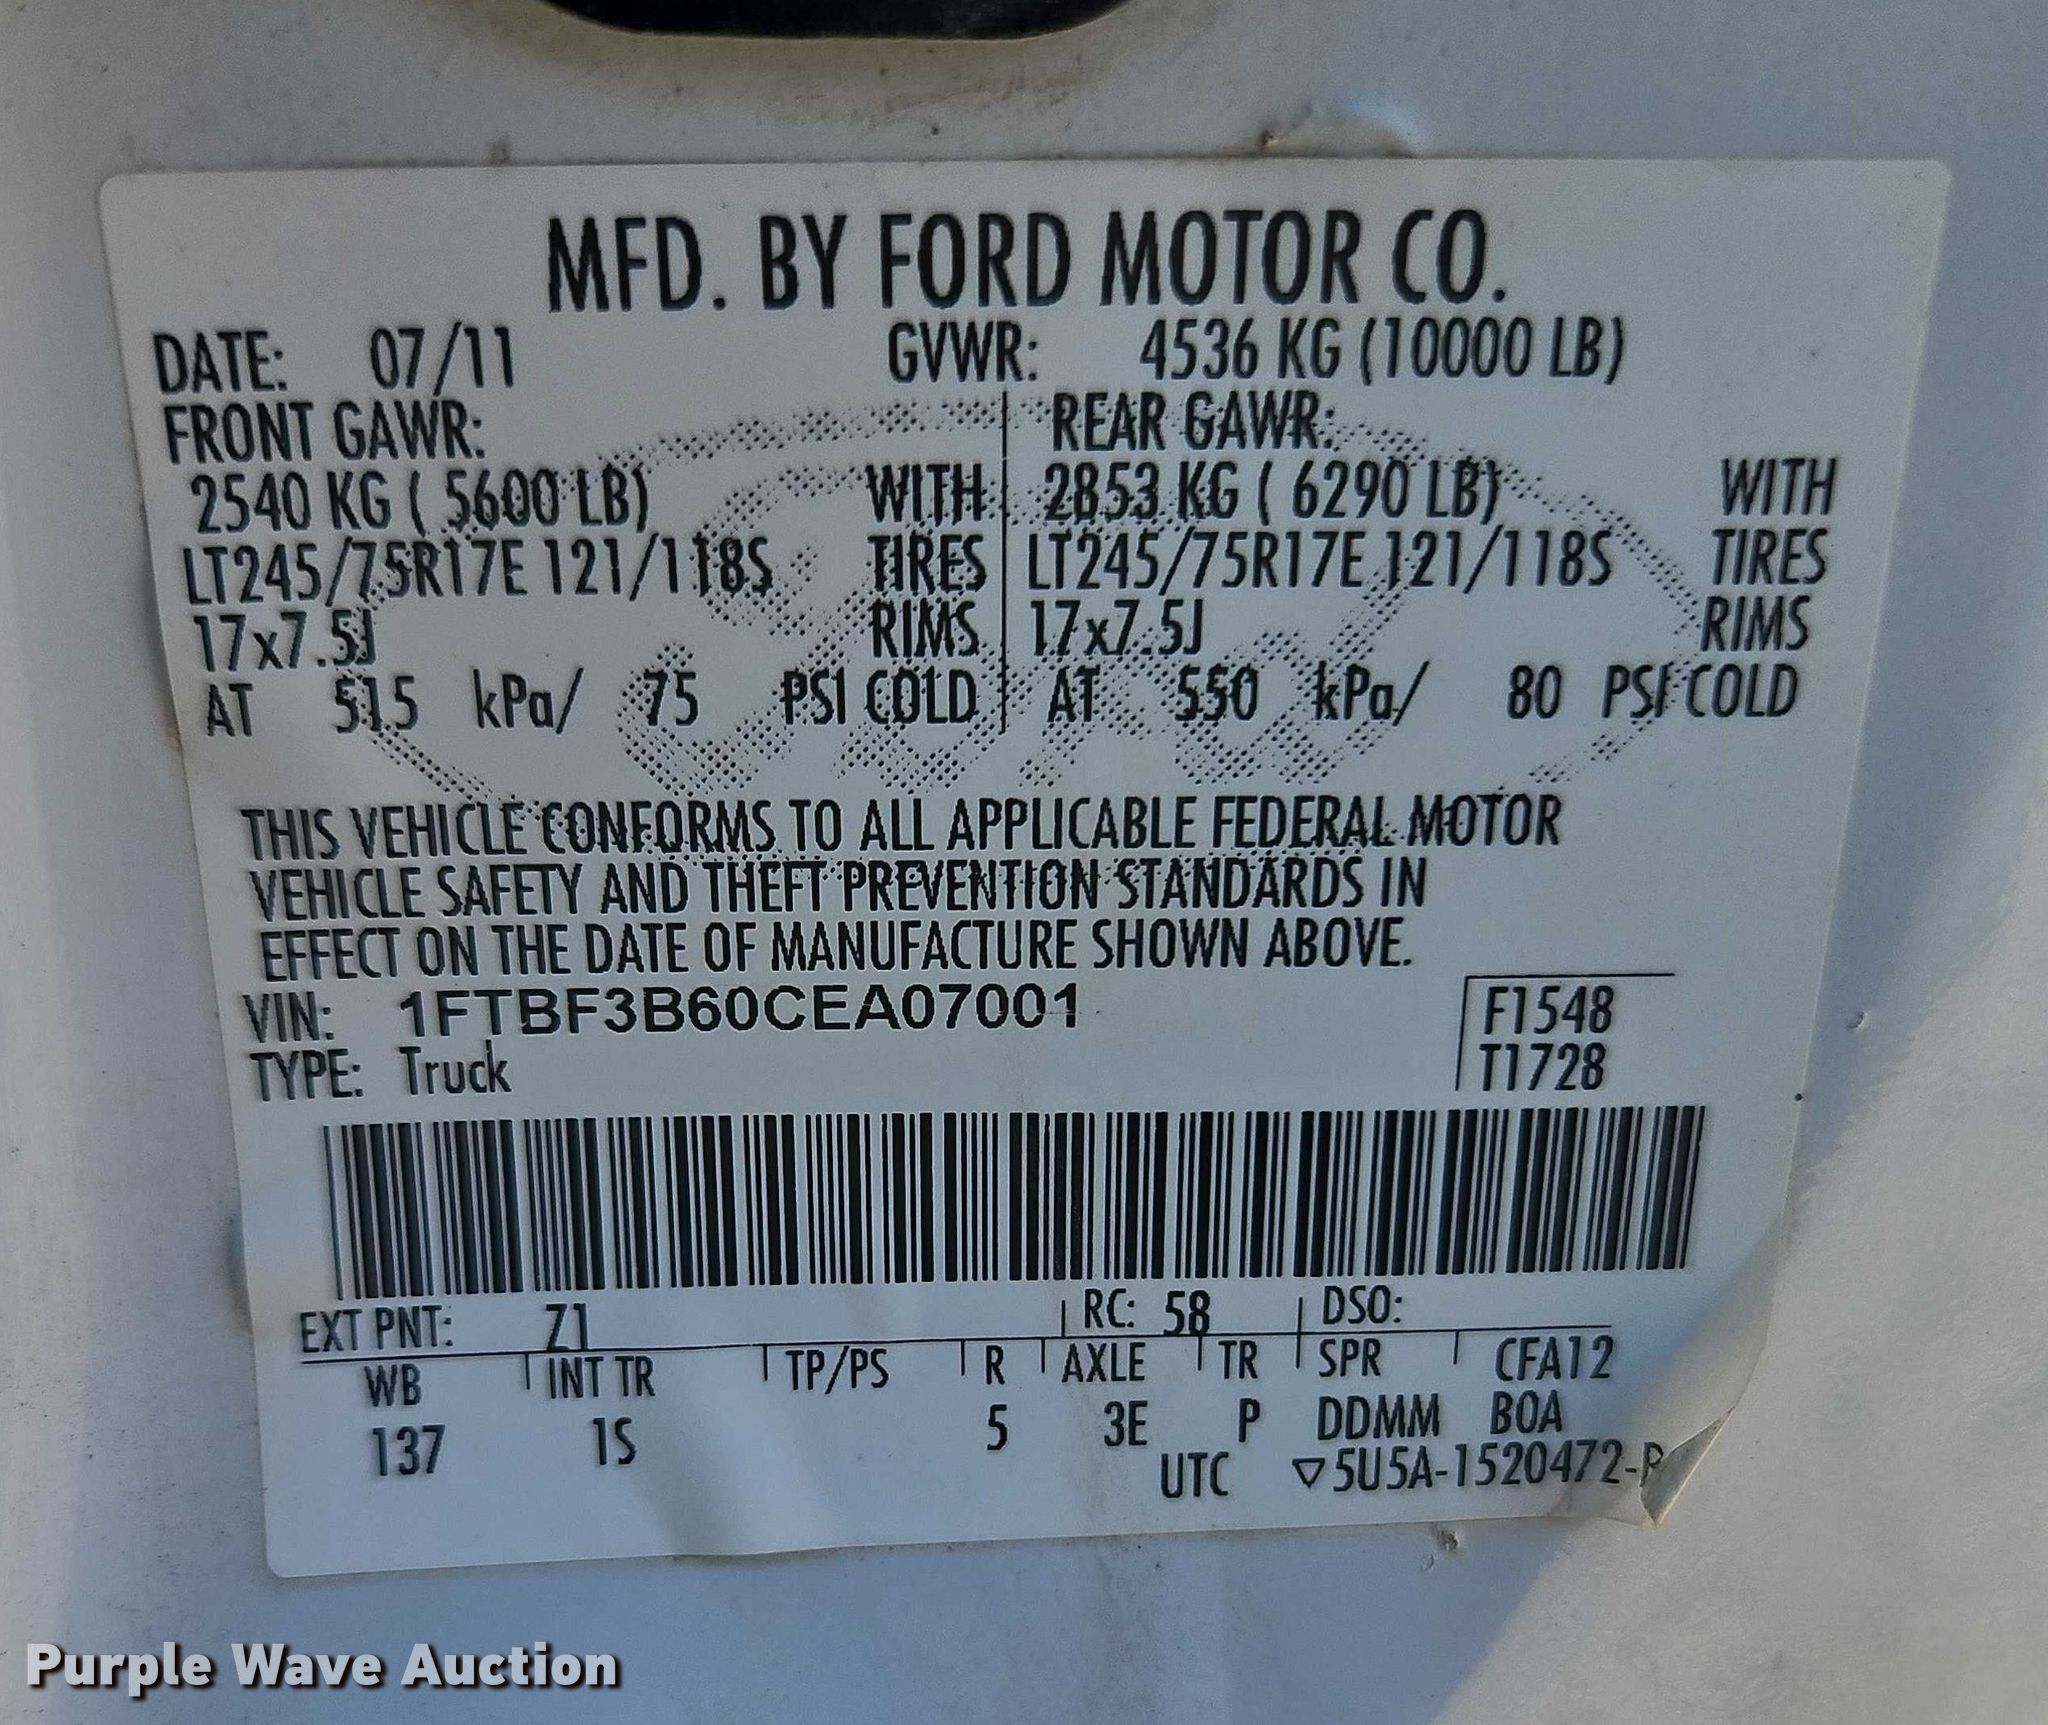 MFD. BY FORD MOTOR CO.
DATE: 07/11 GVWR: 4536 KG (10000 LB)
FRONT GAWR: REAR GAWR:
2540 KG ( 5600 LB) WITH 2853 KG ( 6290 LB) WITH
LT245/75R17E 121/118S TIRES LT245/75R17E 121/118S TIRES
17x7.5J RIMS 17x7.5J RIMS
AT 515 kPa/ 75 PSI COLD AT 550 kPa/ 80 PSI COLD
THIS VEHICLE CONFORMS TO ALL APPLICABLE FEDERAL MOTOR
VEHICLE SAFETY AND THEFT PREVENTION STANDARDS IN
EFFECT ON THE DATE OF MANUFACTURE SHOWN ABOVE.
VIN: 1FTBF3B60CEA07001 F1548
TYPE: Truck T1728
EXT PNT: Z1 RC: 58 DSO:
WB INT TR TP/PS R AXLE TR SPR CFA12
137 1S 5 3E P DDMM BOA
UTC ▽5U5A-1520472-
Purple Wave Auction